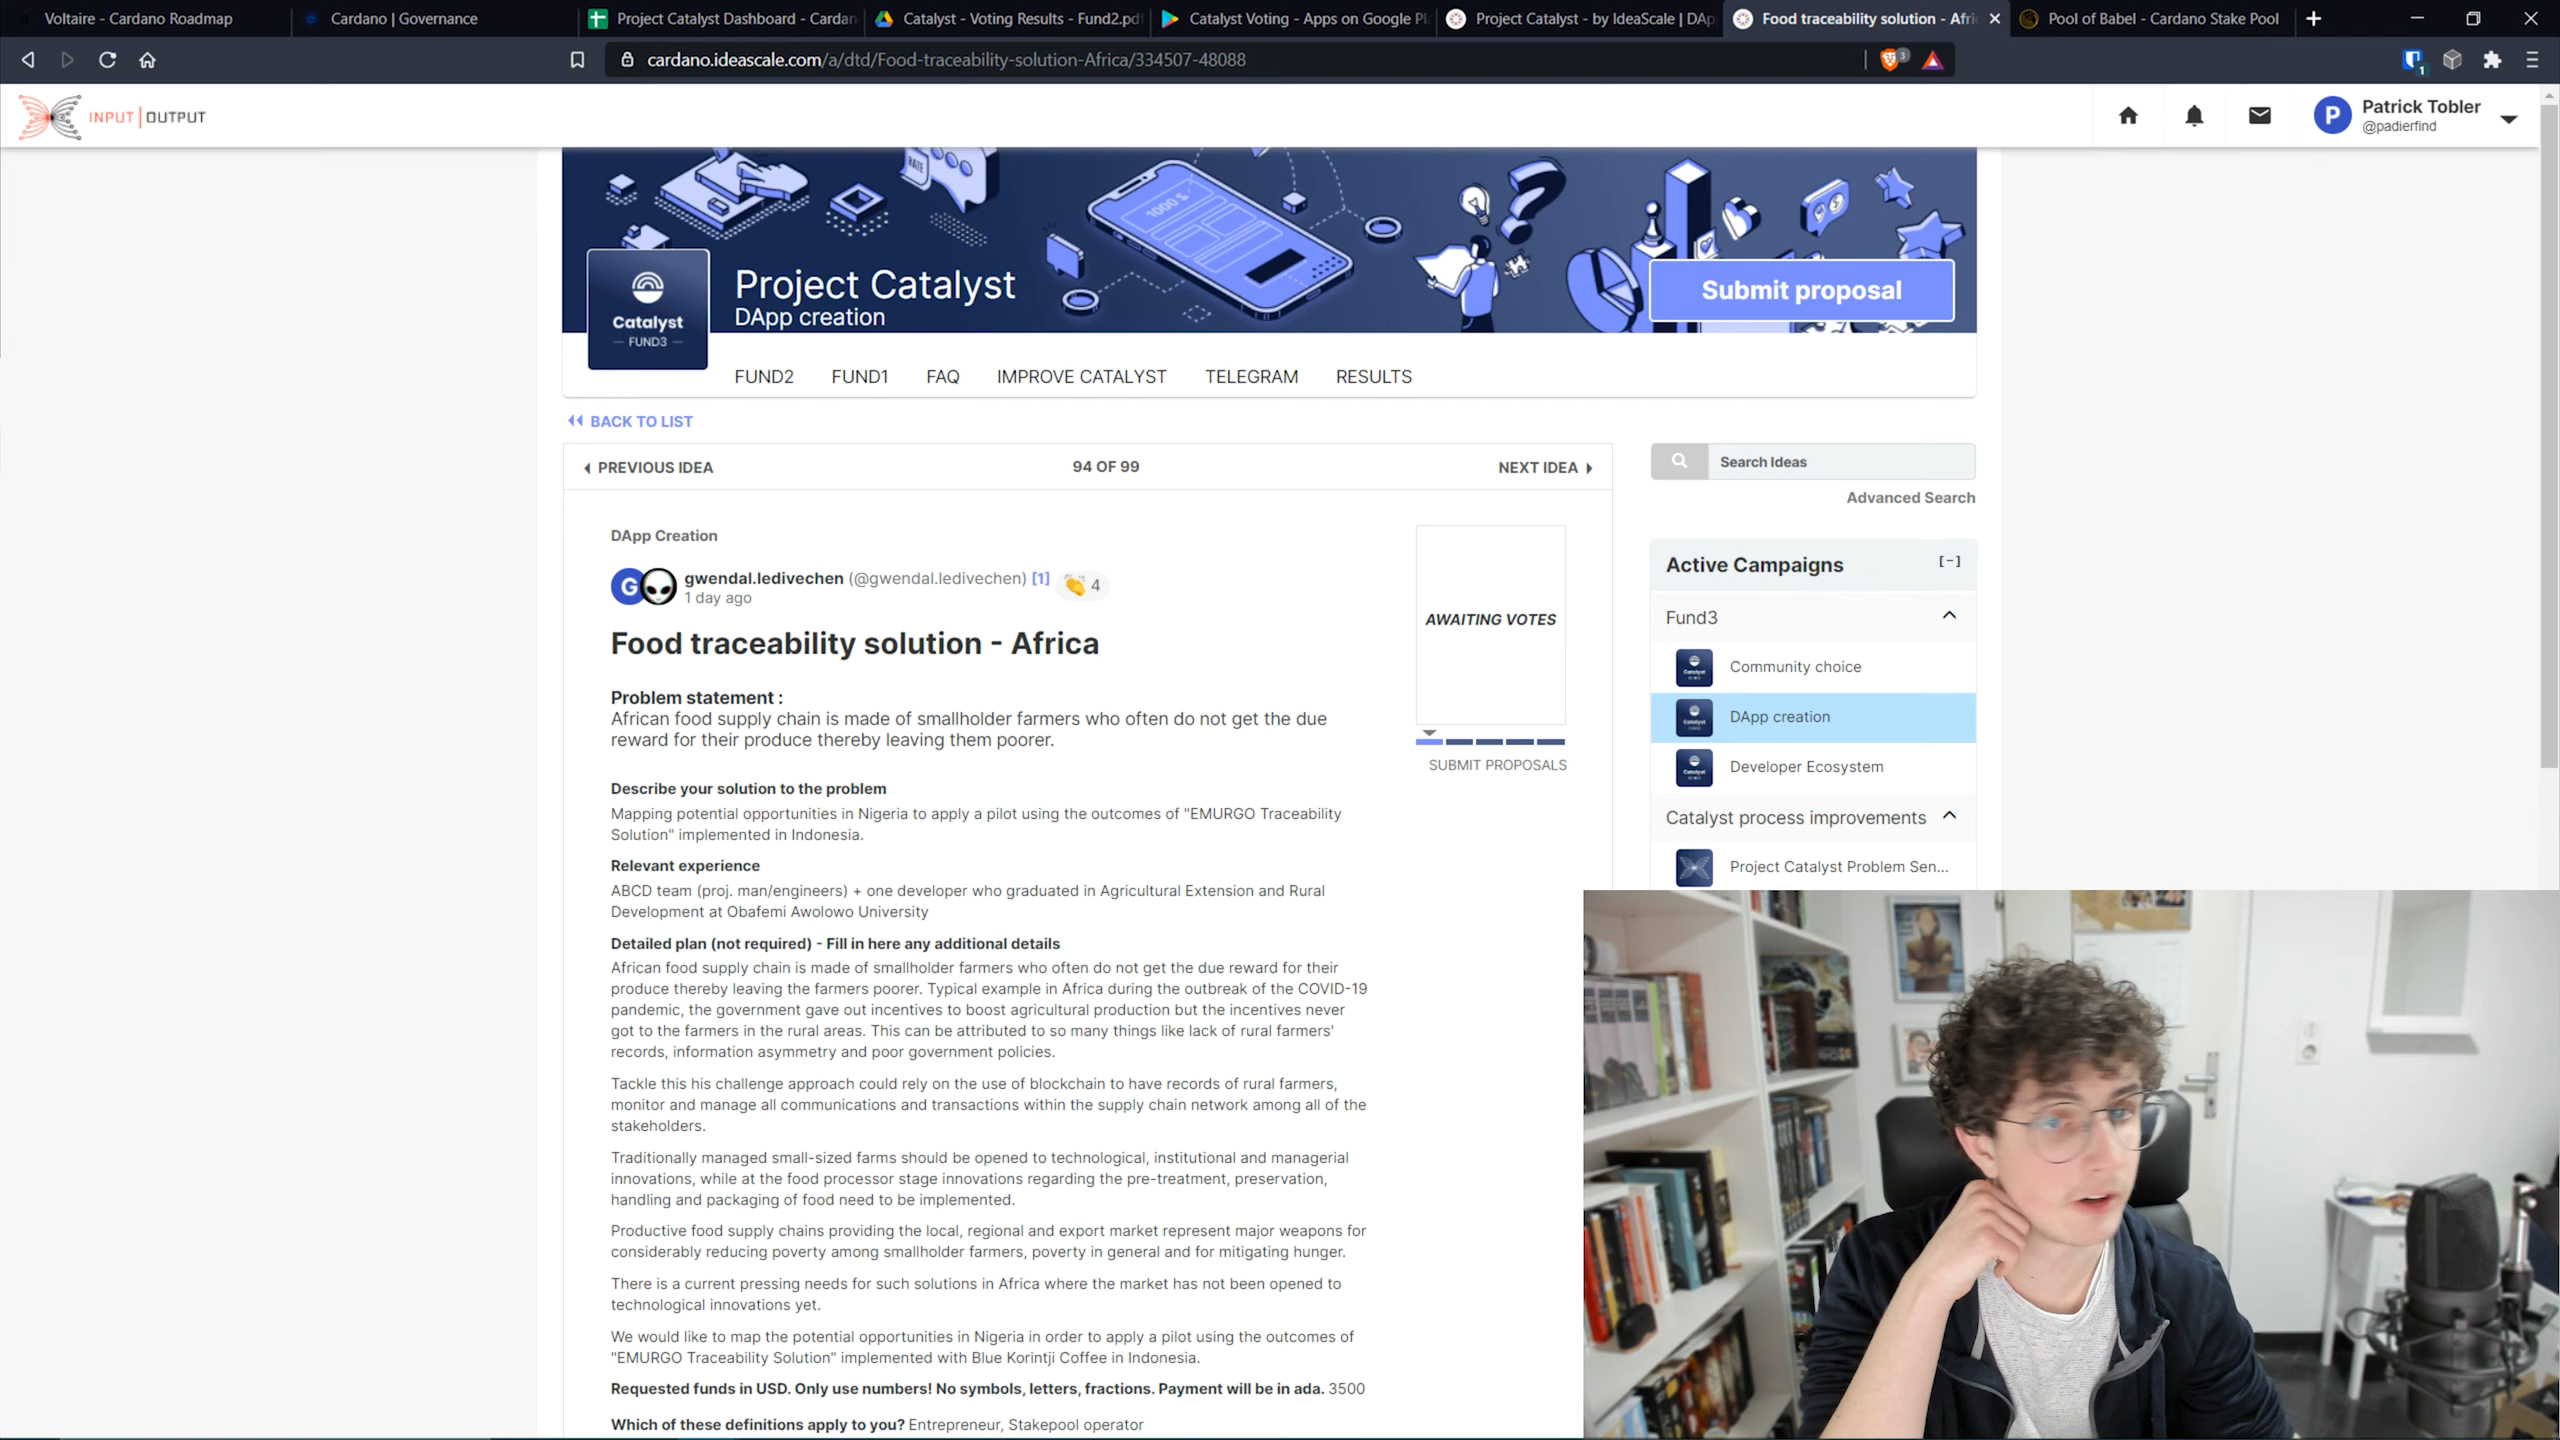 Voltaire - Cardano Roadmap
Cardano | Governance
Project Catalyst Dashboard - Cardan
Catalyst - Voting Results - Fund2.pdf
Catalyst Voting - Apps on Google Pl
Project Catalyst - by IdeaScale | DAp
Food traceability solution - Afri
Pool of Babel - Cardano Stake Pool
cardano.ideascale.com/a/dtd/Food-traceability-solution-Africa/334507-48088
3
1
INPUT | OUTPUT
P
Patrick Tobler
@padierfind
RATE
1000 $
Project Catalyst
DApp creation
Submit proposal
Catalyst
— FUND3 —
FUND2
FUND1
FAQ
IMPROVE CATALYST
TELEGRAM
RESULTS
BACK TO LIST
PREVIOUS IDEA
94 OF 99
NEXT IDEA
Search Ideas
Advanced Search
DApp Creation
G
gwendal.ledivechen (@gwendal.ledivechen) [1]
4
1 day ago
AWAITING VOTES
SUBMIT PROPOSALS
Food traceability solution - Africa
Problem statement :
African food supply chain is made of smallholder farmers who often do not get the due
reward for their produce thereby leaving them poorer.
Describe your solution to the problem
Mapping potential opportunities in Nigeria to apply a pilot using the outcomes of "EMURGO Traceability
Solution" implemented in Indonesia.
Relevant experience
ABCD team (proj. man/engineers) + one developer who graduated in Agricultural Extension and Rural
Development at Obafemi Awolowo University
Detailed plan (not required) - Fill in here any additional details
African food supply chain is made of smallholder farmers who often do not get the due reward for their
produce thereby leaving the farmers poorer. Typical example in Africa during the outbreak of the COVID-19
pandemic, the government gave out incentives to boost agricultural production but the incentives never
got to the farmers in the rural areas. This can be attributed to so many things like lack of rural farmers'
records, information asymmetry and poor government policies.
Tackle this his challenge approach could rely on the use of blockchain to have records of rural farmers,
monitor and manage all communications and transactions within the supply chain network among all of the
stakeholders.
Traditionally managed small-sized farms should be opened to technological, institutional and managerial
innovations, while at the food processor stage innovations regarding the pre-treatment, preservation,
handling and packaging of food need to be implemented.
Productive food supply chains providing the local, regional and export market represent major weapons for
considerably reducing poverty among smallholder farmers, poverty in general and for mitigating hunger.
There is a current pressing needs for such solutions in Africa where the market has not been opened to
technological innovations yet.
We would like to map the potential opportunities in Nigeria in order to apply a pilot using the outcomes of
"EMURGO Traceability Solution" implemented with Blue Korintji Coffee in Indonesia.
Requested funds in USD. Only use numbers! No symbols, letters, fractions. Payment will be in ada. 3500
Which of these definitions apply to you? Entrepreneur, Stakepool operator
Active Campaigns
[-]
Fund3
Catalyst
Community choice
Catalyst
DApp creation
Catalyst
Developer Ecosystem
Catalyst process improvements
Project Catalyst Problem Sen...